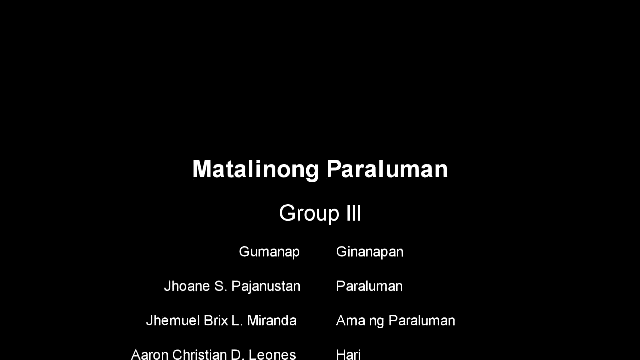 Matalinong Paraluman
Group III
Gumanap Ginanapan
Jhoane S. Pajanustan Paraluman
Jhemuel Brix L. Miranda Ama ng Paraluman
Aaron Christian D. Leones Hari